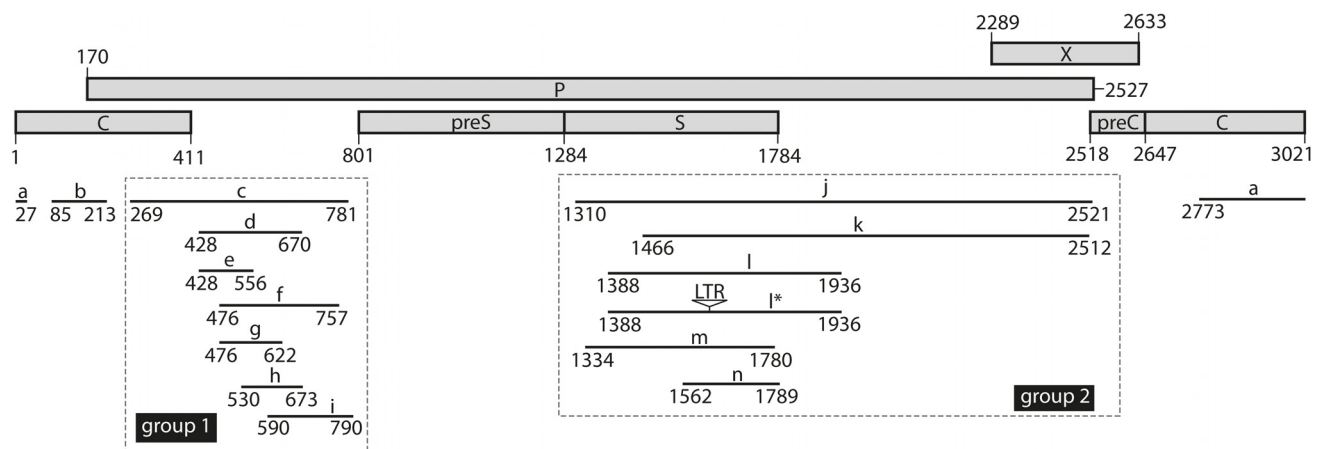 2289 2633
170 X
P 2527
C preS S preC C
1 411 801 1284 1784 2518 2647 3021
a b c j a
27 85 213 269 781 1310 2521 2773
d k
428 670 1466 2512
e l
428 556 1388 1936
f LTR l*
476 757 1388 1936
g m
476 622 1334 1780
h n
530 673 1562 1789
i
group 1 590 790 group 2